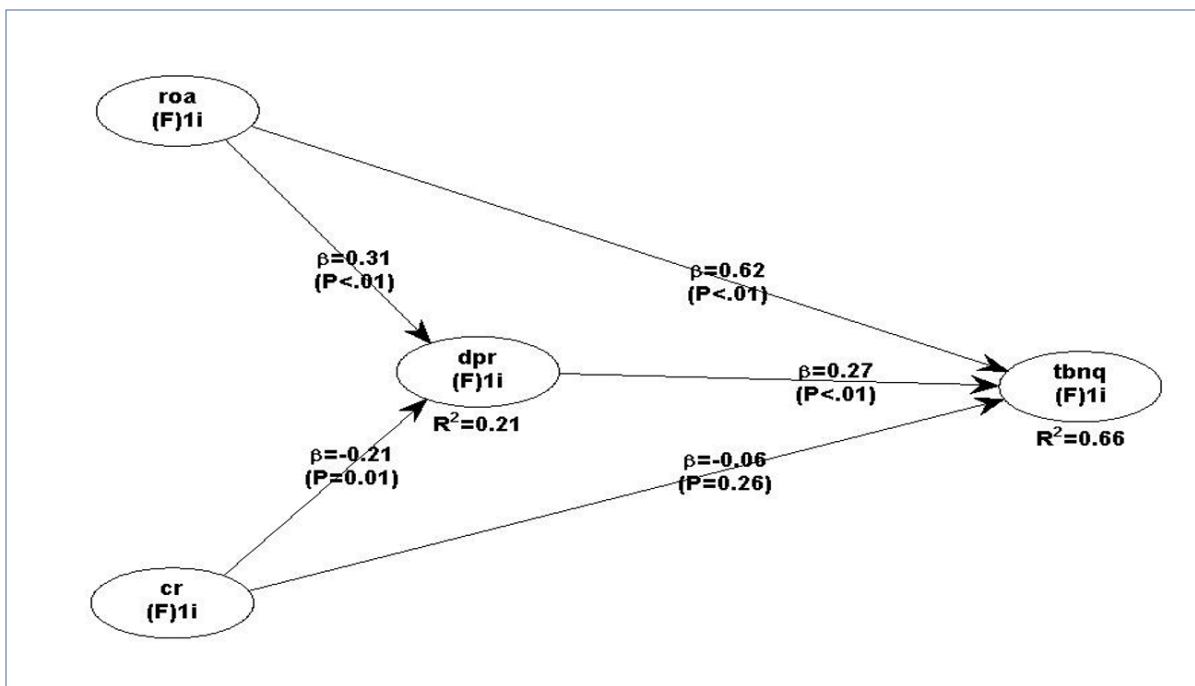 roa
(F)1i
β=0.31
(P<.01)
β=0.62
(P<.01)
dpr
(F)1i
R²=0.21
β=0.27
(P<.01)
tbnq
(F)1i
R²=0.66
β=-0.21
(P=0.01)
β=-0.06
(P=0.26)
cr
(F)1i